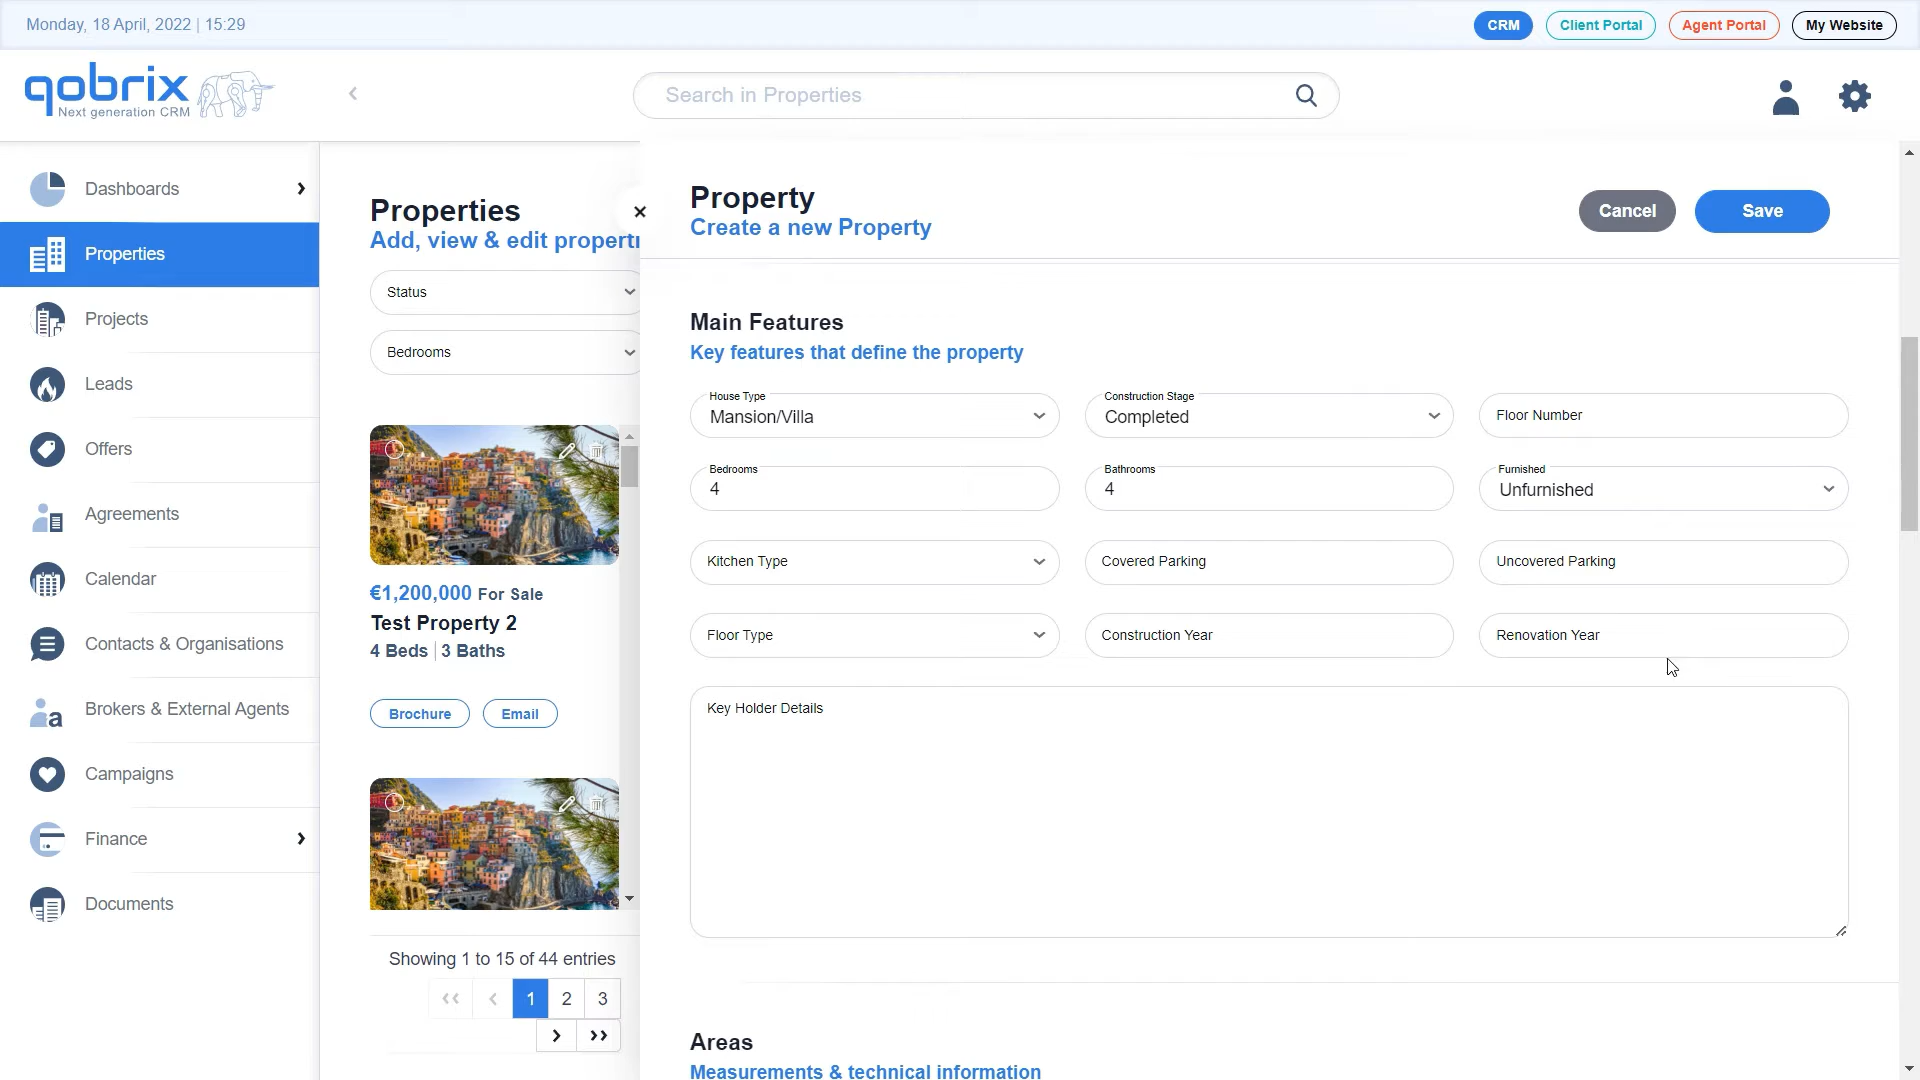 Monday, 18 April, 2022 | 15:29
CRM
Client Portal
Agent Portal
My Website
qobrix
Next generation CRM
Search in Properties
Dashboards
Properties
Projects
Leads
Offers
Agreements
Calendar
Contacts & Organisations
Brokers & External Agents
Campaigns
Finance
Documents
Properties
Add, view & edit properti
Status
Bedrooms
€1,200,000 For Sale
Test Property 2
4 Beds | 3 Baths
Brochure
Email
Showing 1 to 15 of 44 entries
1 2 3
Property
Create a new Property
Cancel
Save
Main Features
Key features that define the property
House Type
Mansion/Villa
Construction Stage
Completed
Floor Number
Bedrooms
4
Bathrooms
4
Furnished
Unfurnished
Kitchen Type
Covered Parking
Uncovered Parking
Floor Type
Construction Year
Renovation Year
Key Holder Details
Areas
Measurements & technical information